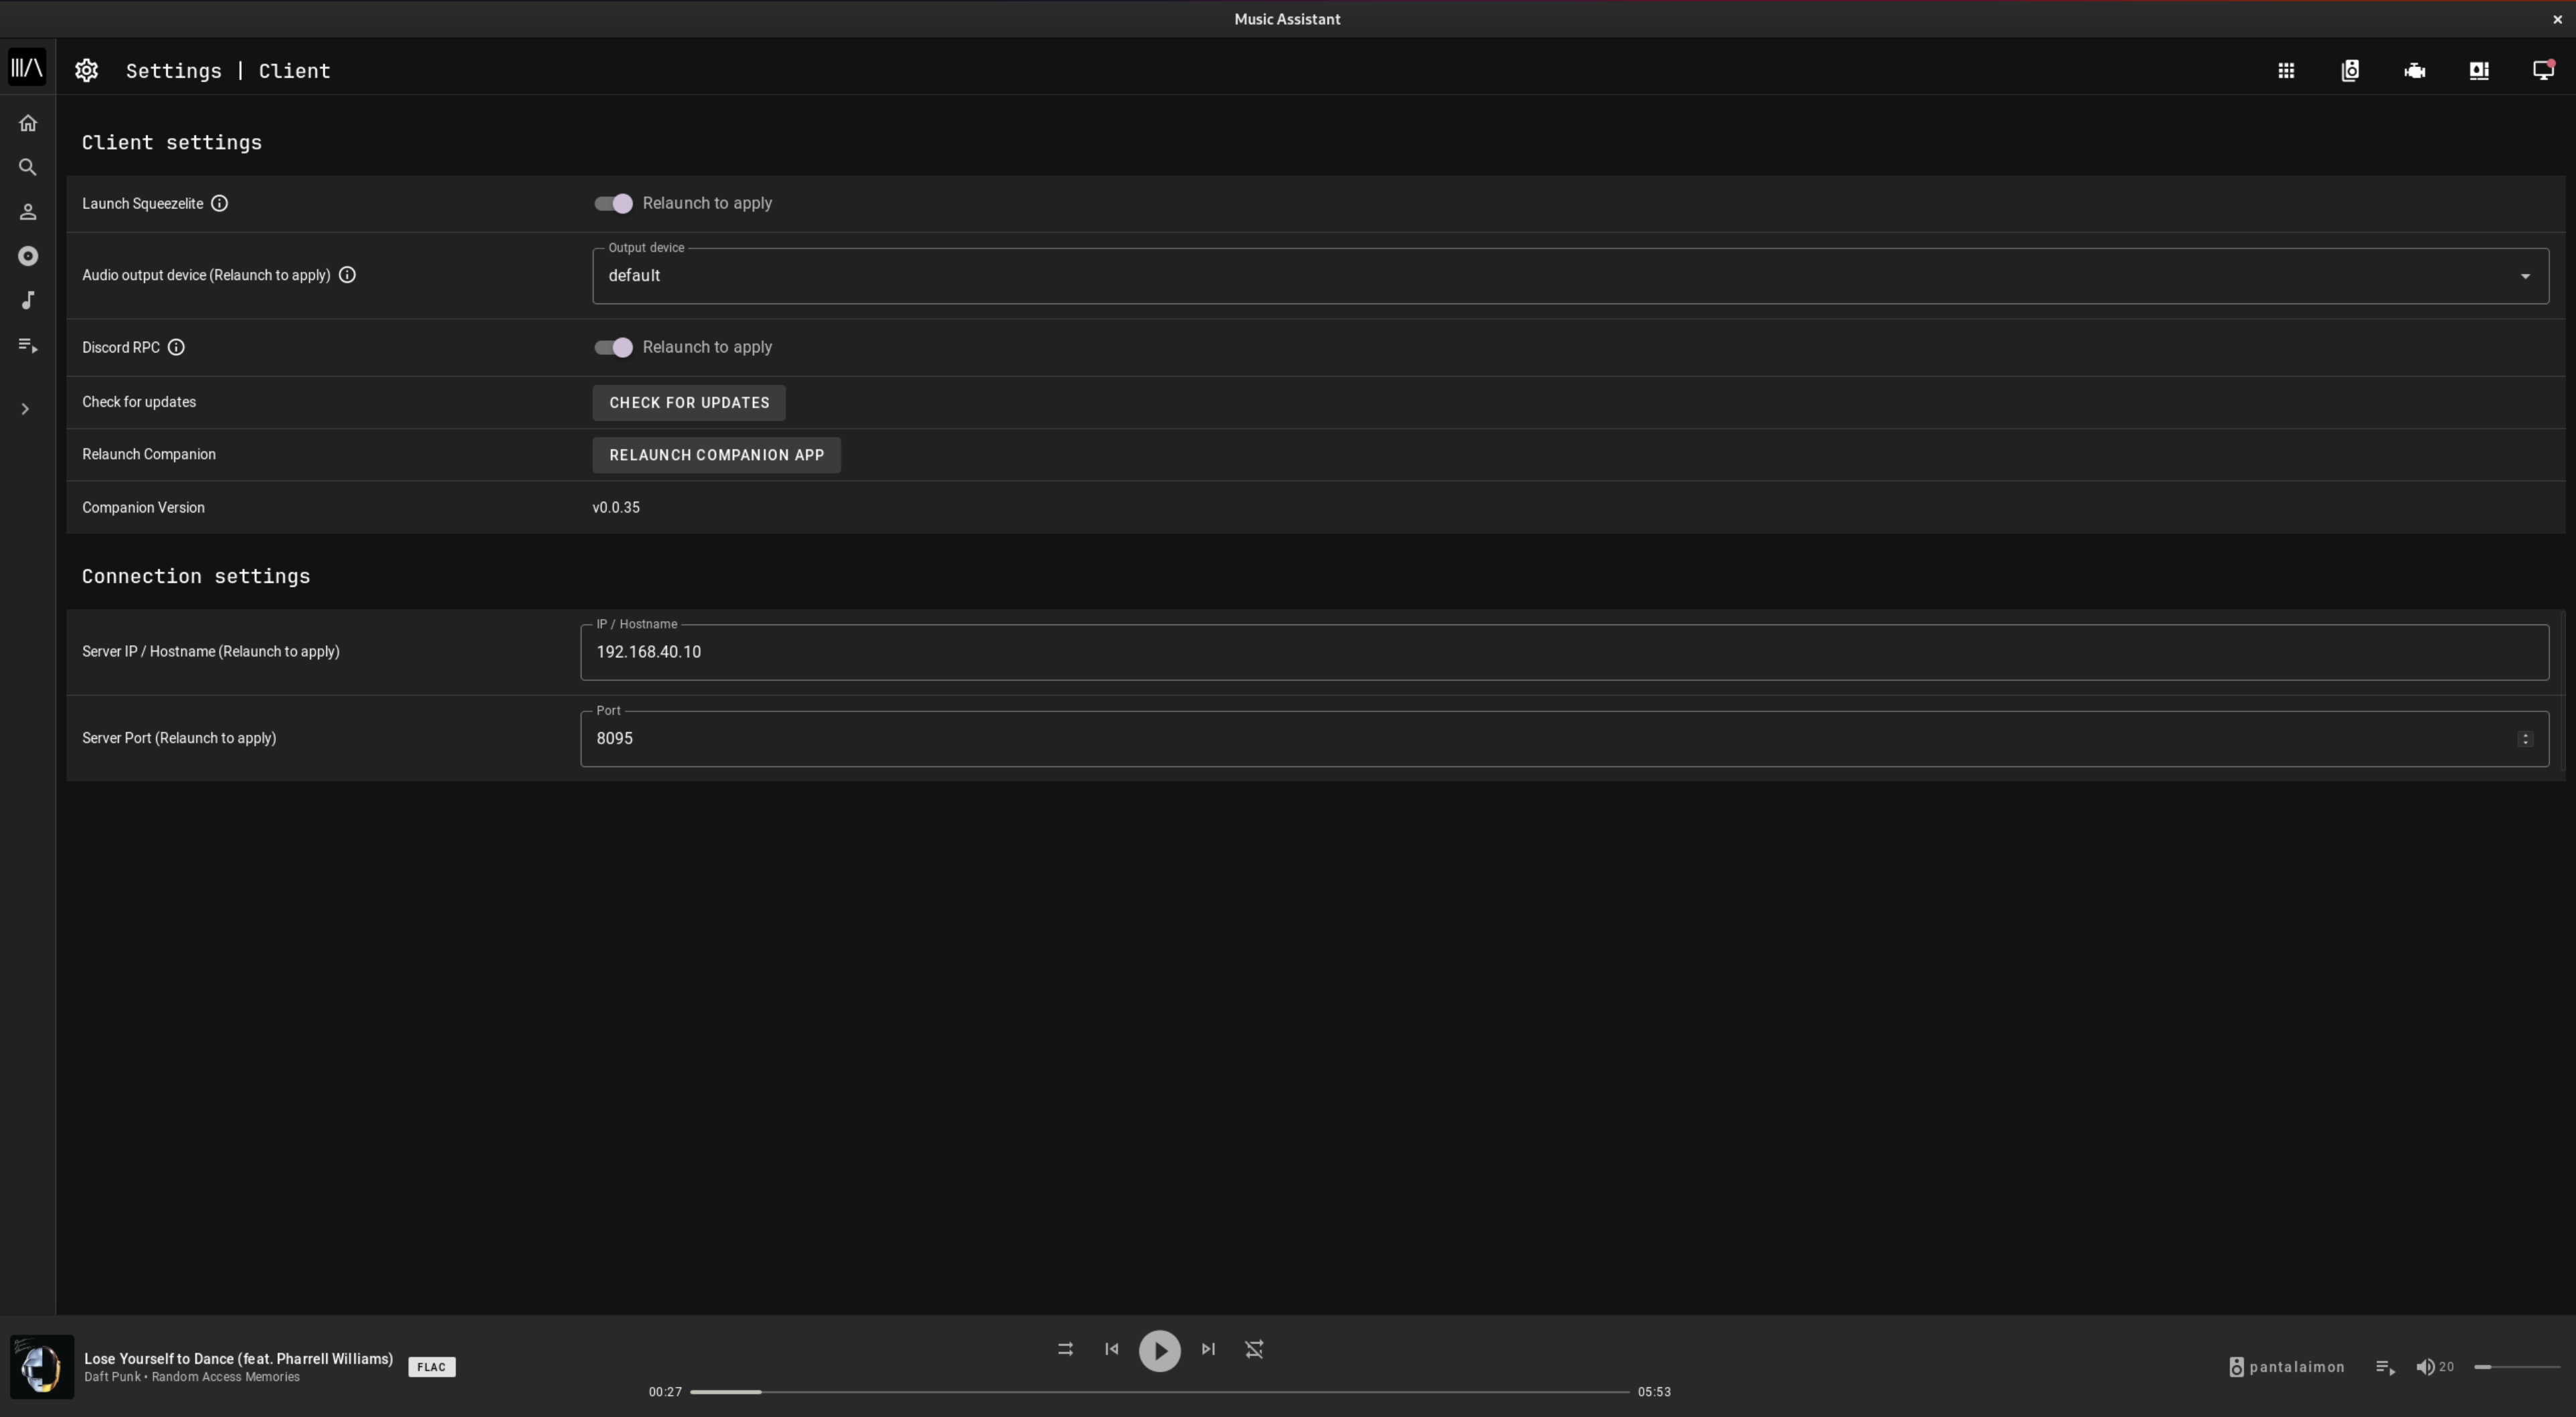 Music Assistant
Settings | Client
Client settings
Launch Squeezelite
Relaunch to apply
Output device
Audio output device (Relaunch to apply)
default
Discord RPC
Relaunch to apply
Check for updates
CHECK FOR UPDATES
Relaunch Companion
RELAUNCH COMPANION APP
Companion Version
v0.0.35
Connection settings
IP / Hostname
Server IP / Hostname (Relaunch to apply)
192.168.40.10
Port
Server Port (Relaunch to apply)
8095
Lose Yourself to Dance (feat. Pharrell Williams)
FLAC
Daft Punk • Random Access Memories
00:27
05:53
pantalaimon
20